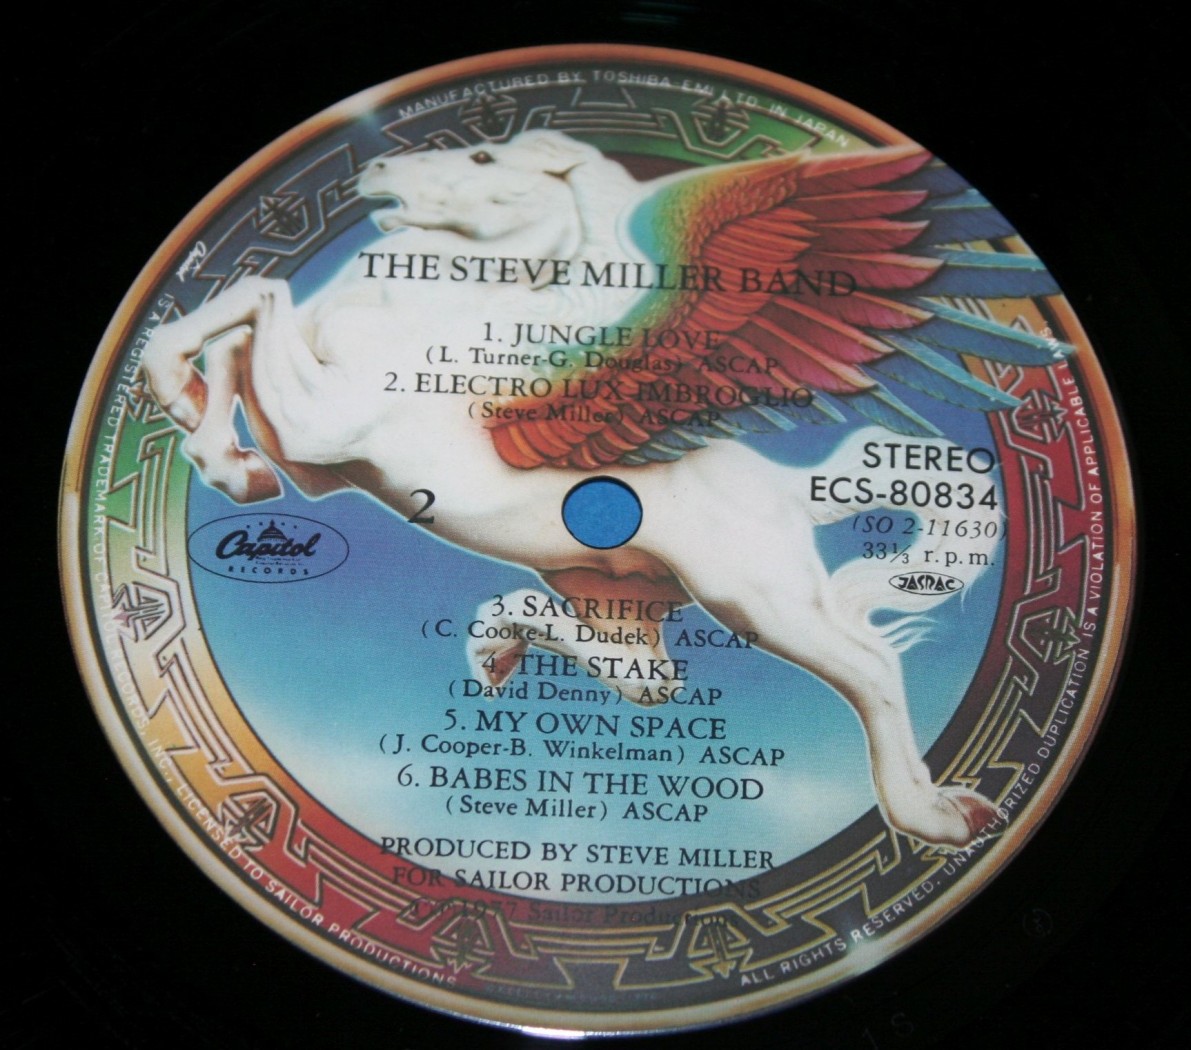 MANUFACTURED BY TOSHIBA-EMI LTD. IN JAPAN
THE STEVE MILLER BAND
1. JUNGLE LOVE
(L. Turner-G. Douglas) ASCAP
2. ELECTRO LUX IMBROGLIO
(Steve Miller) ASCAP
STEREO
ECS-80834
(SO 2-11630)
33⅓ r.p.m.
JASRAC
2
Capitol
RECORDS
3. SACRIFICE
(C. Cooke-L. Dudek) ASCAP
4. THE STAKE
(David Denny) ASCAP
5. MY OWN SPACE
(J. Cooper-B. Winkelman) ASCAP
6. BABES IN THE WOOD
(Steve Miller) ASCAP
PRODUCED BY STEVE MILLER
FOR SAILOR PRODUCTIONS
1977 Sailor Productions
Capitol IS A REGISTERED TRADEMARK OF CAPITOL RECORDS, INC., LICENSED TO SAILOR PRODUCTIONS
ALL RIGHTS RESERVED. UNAUTHORIZED DUPLICATION IS A VIOLATION OF APPLICABLE LAWS.
1 S